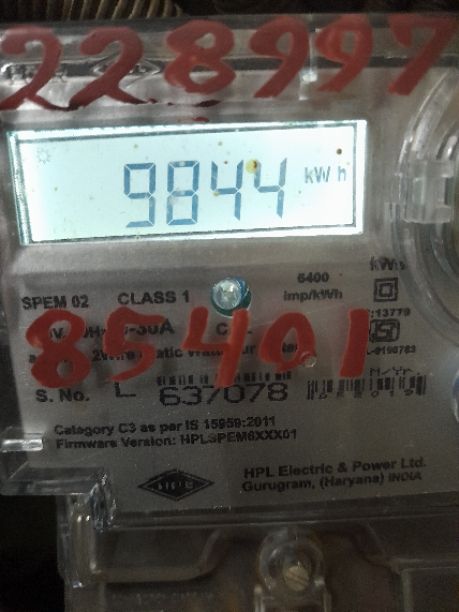 228997
9844 kWh
SPEM 02 CLASS 1 6400
imp/kWh
85401
S. No. L 637078
Category C3 as per IS 15959:2011
Firmware Version: HPLSPEM6XXX01
HPL Electric & Power Ltd.
Gurugram, (Haryana) INDIA